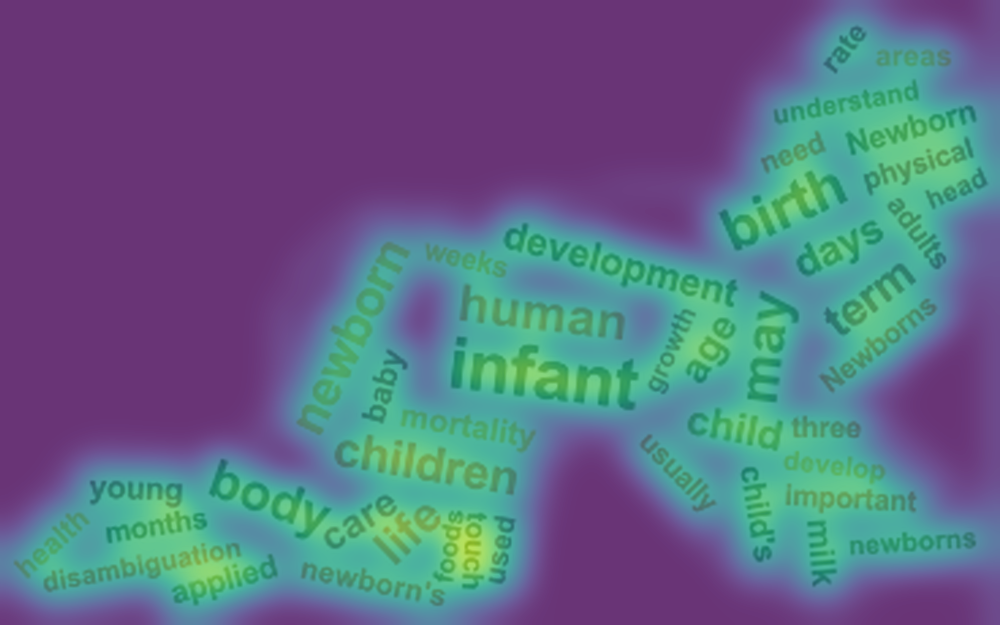 rate
areas
understand
Newborn
need
physical
birth
head
adults
days
development
weeks
newborn
term
human
may
Newborns
growth
age
infant
baby
mortality
child
three
children
usually
develop
body
young
child's
important
care
months
life
health
foods
touch
used
milk
newborns
disambiguation
applied
newborn's